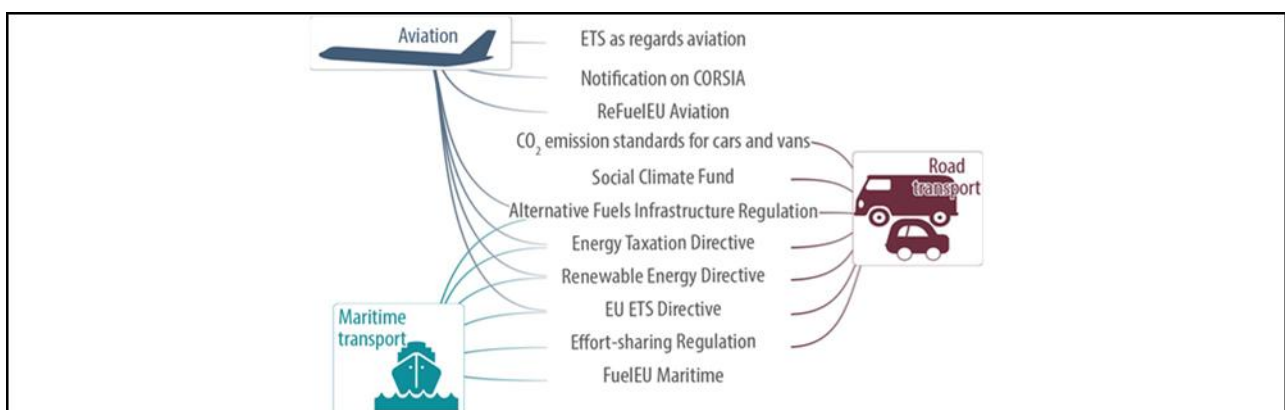 Aviation
ETS as regards aviation
Notification on CORSIA
ReFuelEU Aviation
CO₂ emission standards for cars and vans
Road
transport
Social Climate Fund
Alternative Fuels Infrastructure Regulation
Energy Taxation Directive
Renewable Energy Directive
EU ETS Directive
Maritime
transport
Effort-sharing Regulation
FuelEU Maritime